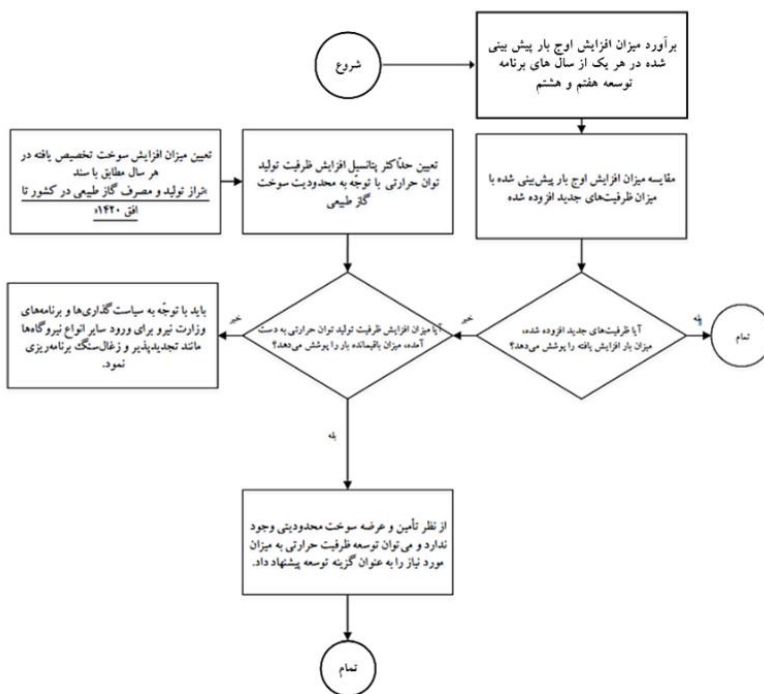 شروع
برآورد میزان افزایش اوج بار پیش بینی
شده در هر یک از سال های برنامه
توسعه هفتم و هشتم
مقایسه میزان افزایش اوج بار پیش‌بینی شده با
میزان ظرفیت‌های جدید افزوده شده
تعیین حداکثر پتانسیل افزایش ظرفیت تولید
توان حرارتی با توجّه به محدودیت سوخت
گاز طبیعی
تعیین میزان افزایش سوخت تخصیص یافته در
هر سال مطابق با سند
«تراز تولید و مصرف گاز طبیعی در کشور تا
افق ۱۴۲۰»
آیا ظرفیت‌های جدید افزوده شده،
میزان بار افزایش یافته را پوشش می‌دهد؟
بله
تمام
خیر
آیا میزان افزایش ظرفیت تولید توان حرارتی به دست
آمده، میزان باقیمانده بار را پوشش می‌دهد؟
خیر
باید با توجّه به سیاست‌گذاری‌ها و برنامه‌های
وزارت نیرو برای ورود سایر انواع نیروگاه‌ها
مانند تجدیدپذیر و زغال‌سنگ برنامه‌ریزی
نمود.
بله
از نظر تأمین و عرضه سوخت محدودیتی وجود
ندارد و می‌توان توسعه ظرفیت حرارتی به میزان
مورد نیاز را به عنوان گزینه توسعه پیشنهاد داد.
تمام